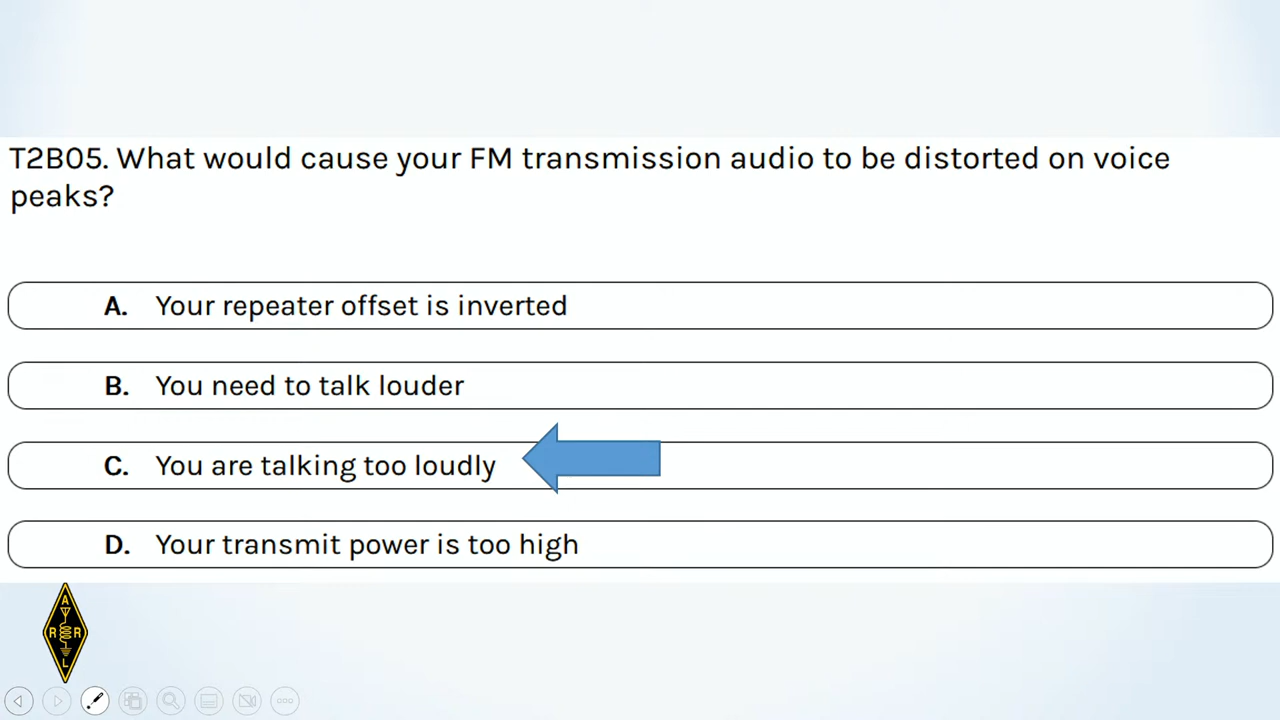 T2B05. What would cause your FM transmission audio to be distorted on voice
peaks?
A. Your repeater offset is inverted
B. You need to talk louder
C. You are talking too loudly
D. Your transmit power is too high
A
R R
L